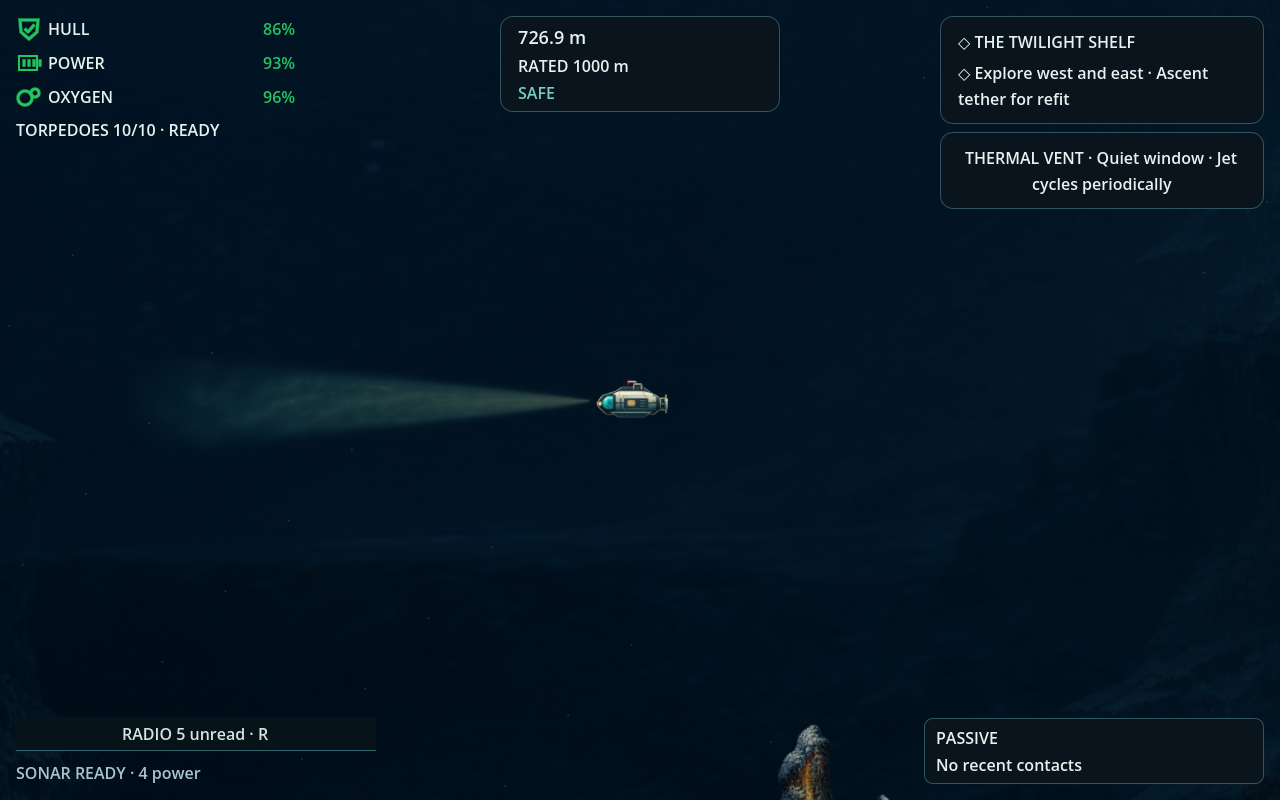 HULL 86%
POWER 93%
OXYGEN 96%
TORPEDOES 10/10 · READY
726.9 m
RATED 1000 m
SAFE
◇ THE TWILIGHT SHELF
◇ Explore west and east · Ascent
tether for refit
THERMAL VENT · Quiet window · Jet
cycles periodically
RADIO 5 unread · R
SONAR READY · 4 power
PASSIVE
No recent contacts